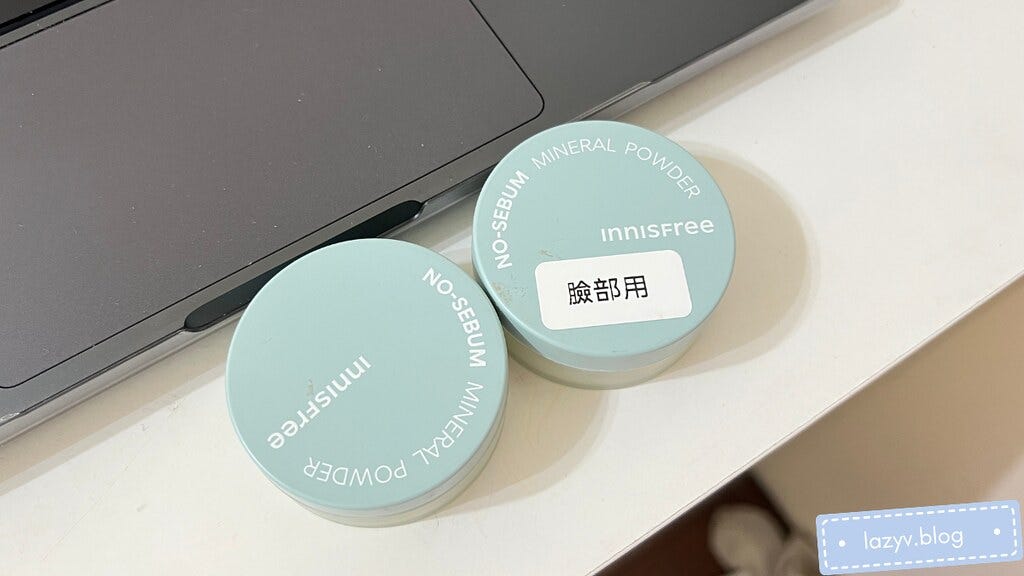 NO-SEBUM MINERAL POWDER
innisfree
臉部用
NO-SEBUM MINERAL POWDER
innisfree
lazyv.blog